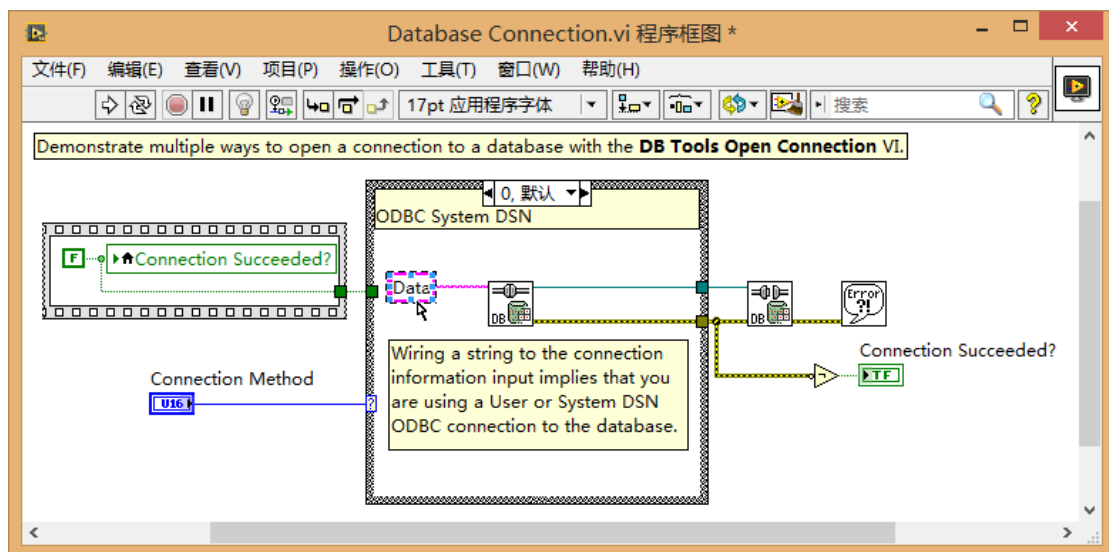 Database Connection.vi 程序框图 *
文件(F) 编辑(E) 查看(V) 项目(P) 操作(O) 工具(T) 窗口(W) 帮助(H)
17pt 应用程序字体 搜索
Demonstrate multiple ways to open a connection to a database with the DB Tools Open Connection VI.
0, 默认
ODBC System DSN
F
Connection Succeeded?
Data
DB
DB
Error
?!
Wiring a string to the connection
information input implies that you
are using a User or System DSN
ODBC connection to the database.
Connection Succeeded?
TF
Connection Method
U16
?